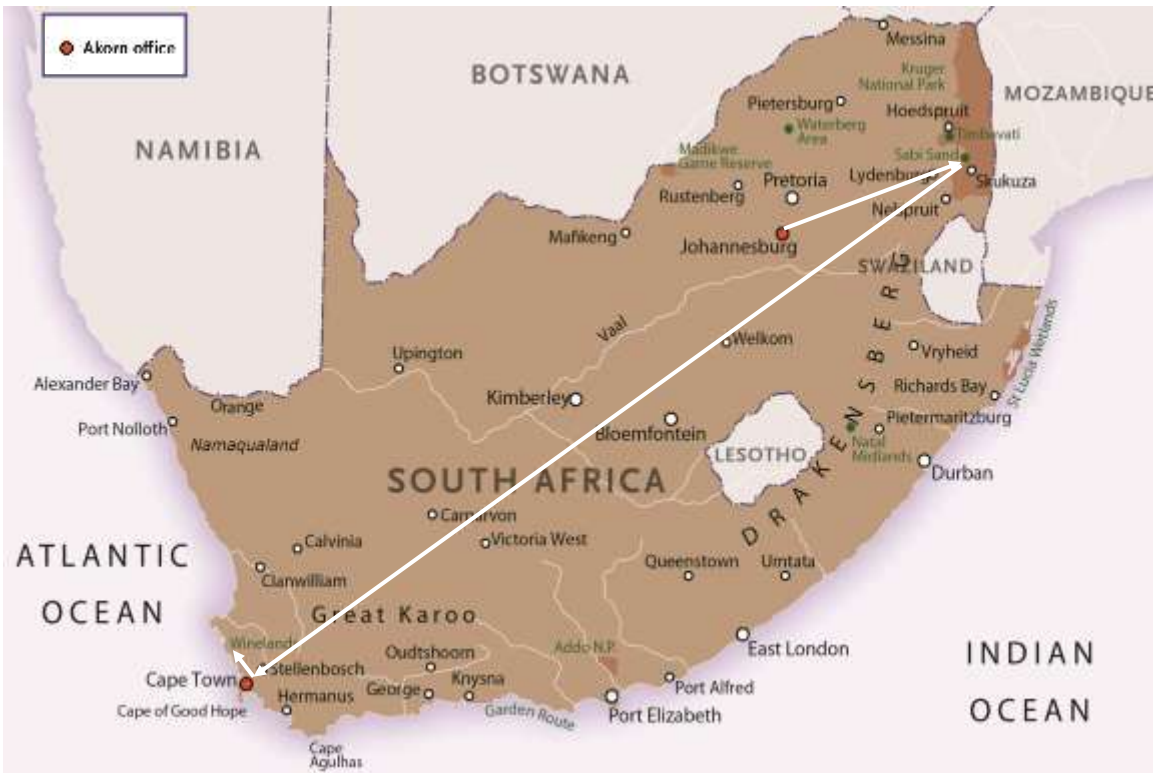 Akorn office
Messina
Kruger
National Park
BOTSWANA
MOZAMBIQUE
Pietersburg
Hoedspruit
Waterberg
Area
Timbavati
NAMIBIA
Madikwe
Game Reserve
Sabi Sand
Lydenburg
Skukuza
Pretoria
Rustenberg
Nelspruit
Mafikeng
Johannesburg
SWAZILAND
Vaal
Welkom
Vryheid
St Lucia Wetlands
Upington
Alexander Bay
Richards Bay
Kimberley
Orange
Pietermaritzburg
Port Nolloth
Bloemfontein
Namaqualand
Natal
Midlands
LESOTHO
DRAKENSBERG
Durban
SOUTH AFRICA
Carnarvon
Calvinia
Victoria West
ATLANTIC
OCEAN
Queenstown
Umtata
Clanwilliam
Great Karoo
Winelands
Addo N.P.
East London
Oudtshoorn
Stellenbosch
INDIAN
OCEAN
Cape Town
Knysna
George
Port Alfred
Hermanus
Cape of Good Hope
Garden Route
Port Elizabeth
Cape
Agulhas